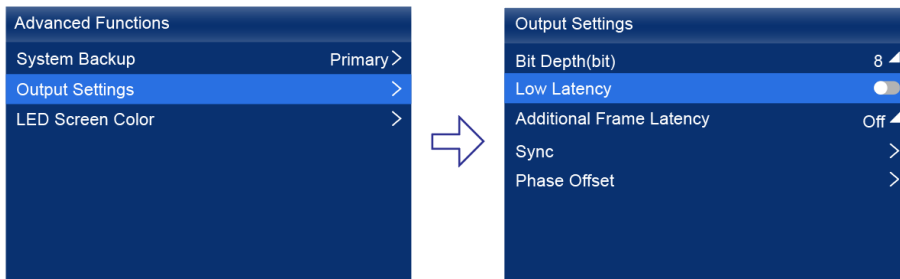 Advanced Functions
System Backup Primary >
Output Settings >
LED Screen Color >
Output Settings
Bit Depth(bit) 8
Low Latency
Additional Frame Latency Off
Sync >
Phase Offset >